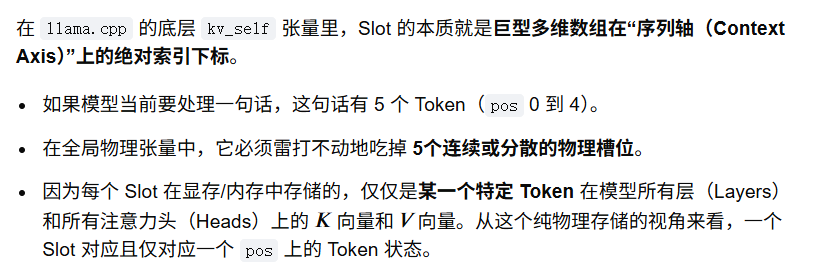 在 llama.cpp 的底层 kv_self 张量里，Slot 的本质就是巨型多维数组在“序列轴（Context
Axis）”上的绝对索引下标。
• 如果模型当前要处理一句话，这句话有 5 个 Token（pos 0 到 4）。
• 在全局物理张量中，它必须雷打不动地吃掉 5个连续或分散的物理槽位。
• 因为每个 Slot 在显存/内存中存储的，仅仅是某一个特定 Token 在模型所有层（Layers）
和所有注意力头（Heads）上的 K 向量和 V 向量。从这个纯物理存储的视角来看，一个
Slot 对应且仅对应一个 pos 上的 Token 状态。